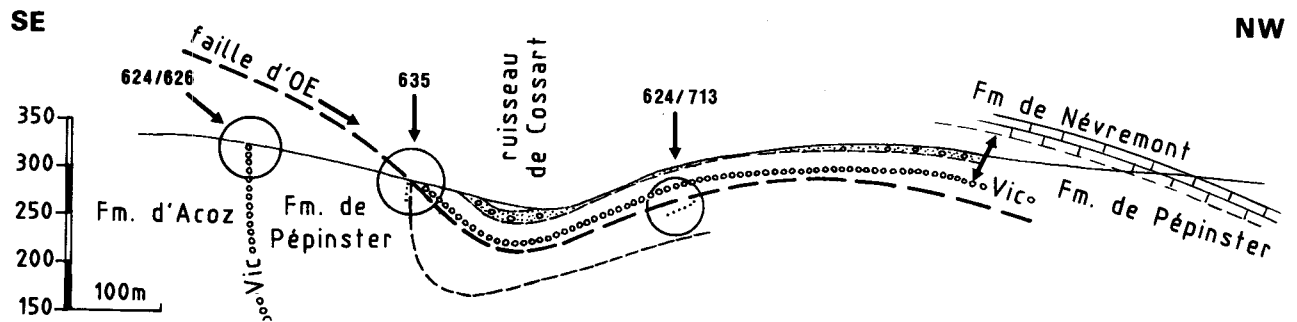 SE
NW
faille d'OE
624/626
635
ruisseau
de Cossart
624/713
Fm de Névremont
350
300
250
200
150
100m
Fm. d'Acoz
Vic
Fm. de
Pépinster
Vic
Fm. de Pépinster